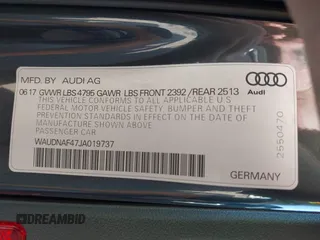 MFD BY AUDI AG
06 17 GVWR LBS 4795 GAWR LBS FRONT 2392 / REAR 2513
THIS VEHICLE CONFORMS TO ALL APPLICABLE U.S.
FEDERAL MOTOR VEHICLE SAFETY, BUMPER AND THEFT
PREVENTION STANDARDS IN EFFECT ON THE DATE OF
MANUFACTURE SHOWN ABOVE
PASSENGER CAR
WAUDNAF47JA019737
Audi
2550470
GERMANY
DREAMBID